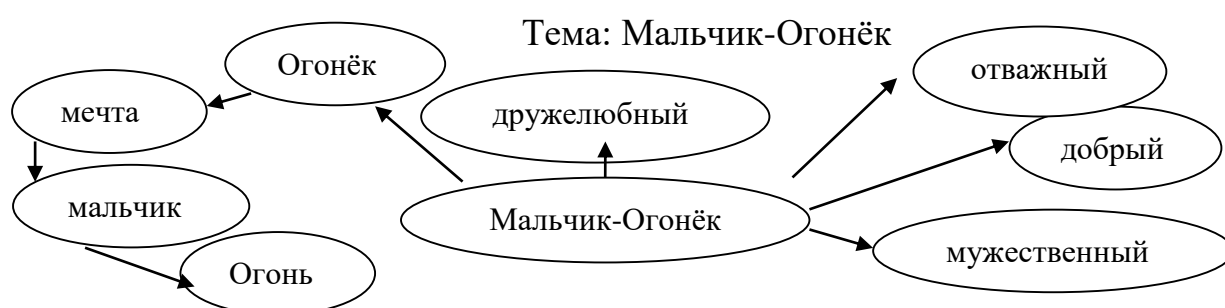 Тема: Мальчик-Огонёк
Огонёк
отважный
мечта
дружелюбный
добрый
мальчик
Мальчик-Огонёк
мужественный
Огонь